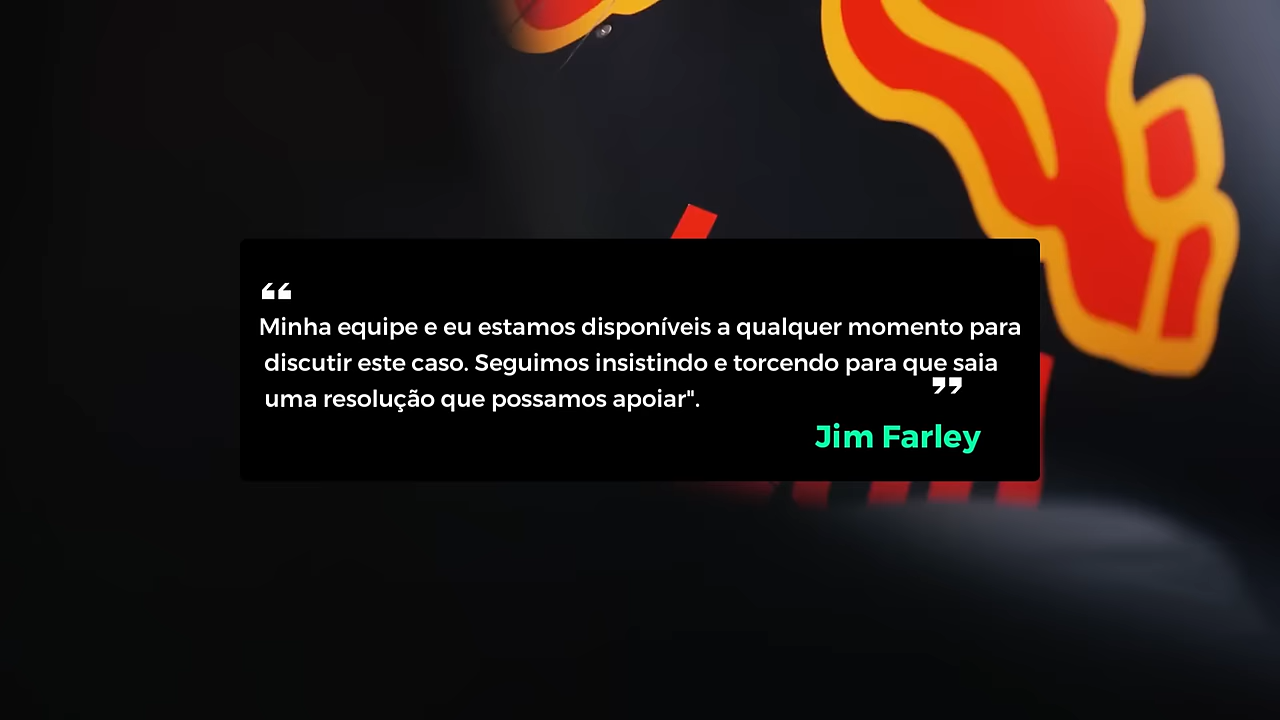 “
Minha equipe e eu estamos disponíveis a qualquer momento para
discutir este caso. Seguimos insistindo e torcendo para que saia
uma resolução que possamos apoiar".
”
Jim Farley